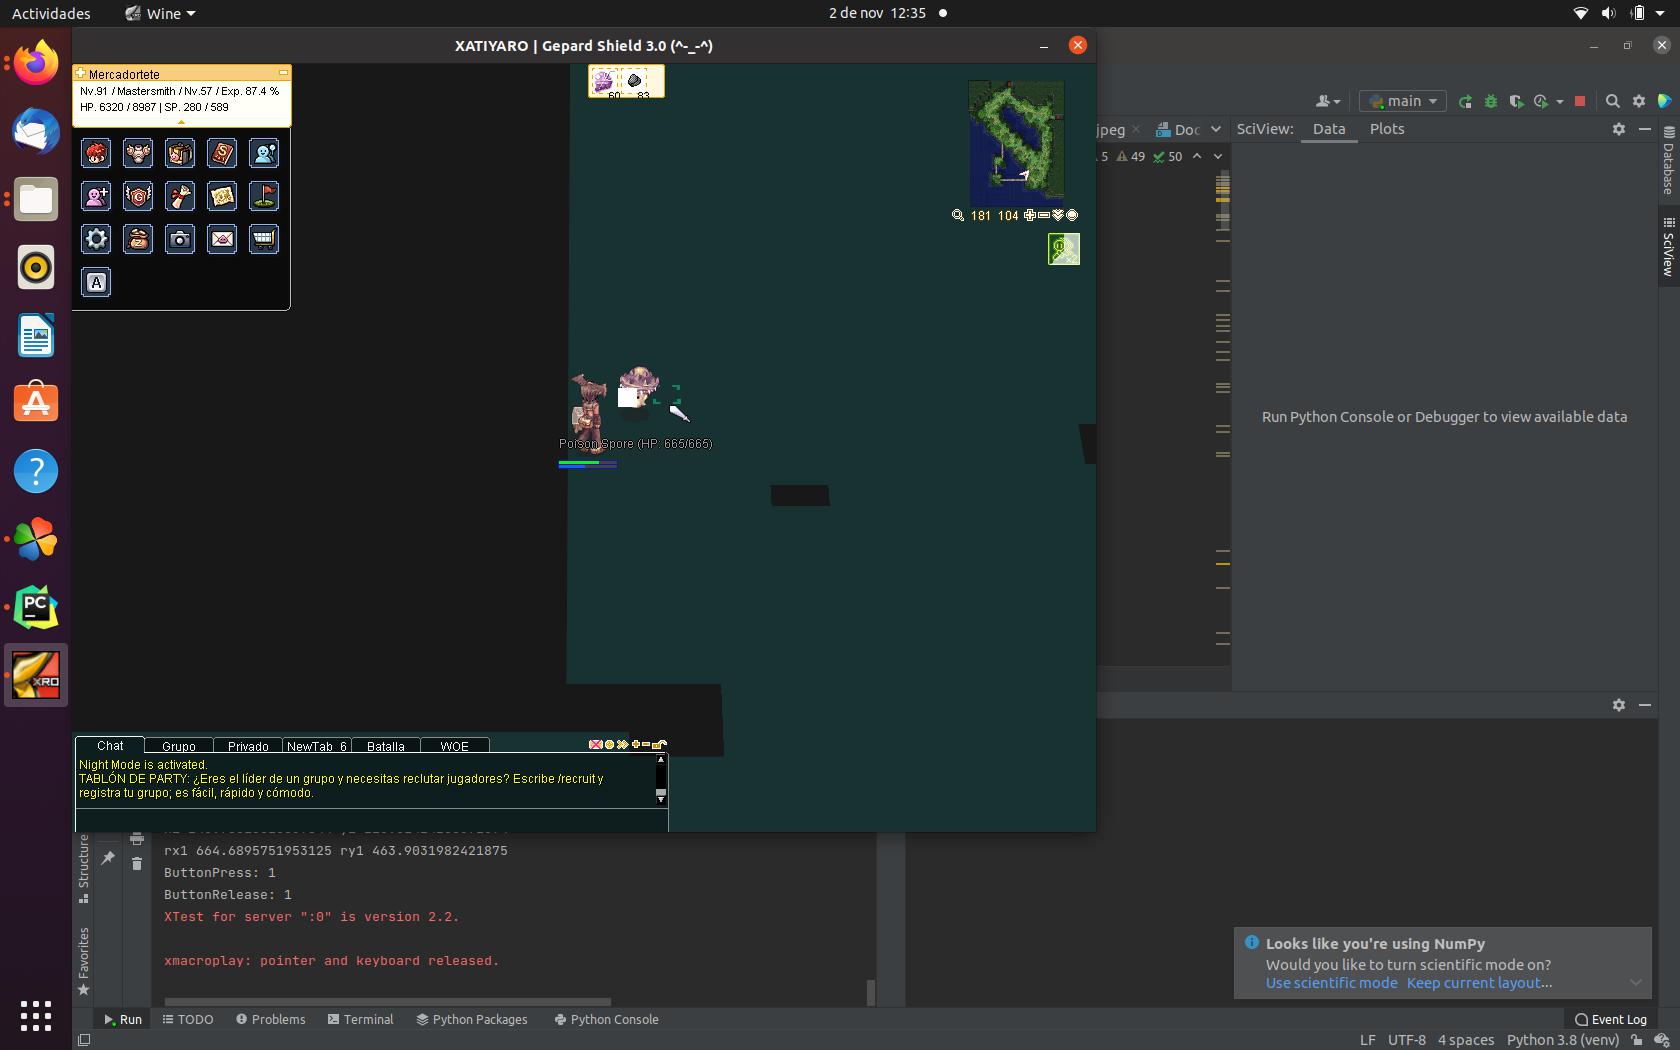 Actividades
Wine
2 de nov 12:35
XATIYARO | Gepard Shield 3.0 (^-_-^)
Mercadortete
Nv.91 / Mastersmith / Nv.57 / Exp. 87.4 %
HP. 6320 / 8987 | SP. 280 / 589
S
G
Z
A
60 83
181 104
main
jpeg
Doc
SciView:
Data
Plots
5 49 50
Database
SciView
Run Python Console or Debugger to view available data
PC
XRO
Poison Spore (HP: 665/665)
Chat
Grupo
Privado
NewTab_6
Batalla
WOE
Night Mode is activated.
TABLÓN DE PARTY: ¿Eres el líder de un grupo y necesitas reclutar jugadores? Escribe /recruit y
registra tu grupo; es fácil, rápido y cómodo.
Structure
Favorites
rx1 664.6895751953125 ry1 463.9031982421875
ButtonPress: 1
ButtonRelease: 1
XTest for server ":0" is version 2.2.
xmacroplay: pointer and keyboard released.
Looks like you're using NumPy
Would you like to turn scientific mode on?
Use scientific mode Keep current layout...
Run
TODO
Problems
Terminal
Python Packages
Python Console
Event Log
LF UTF-8 4 spaces Python 3.8 (venv)